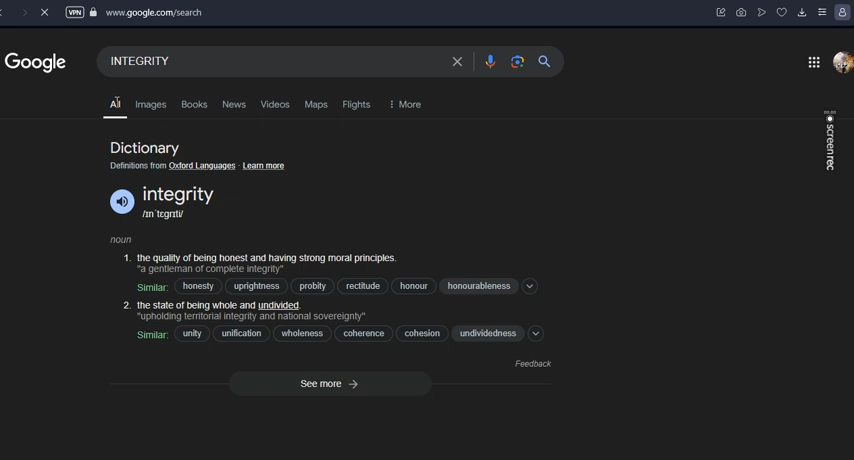 VPN www.google.com/search
Google INTEGRITY
All Images Books News Videos Maps Flights More
00:00
screenrec
Dictionary
Definitions from Oxford Languages · Learn more
integrity
/ɪnˈtɛɡrɪti/
noun
1. the quality of being honest and having strong moral principles.
"a gentleman of complete integrity"
Similar: honesty uprightness probity rectitude honour honourableness
2. the state of being whole and undivided.
"upholding territorial integrity and national sovereignty"
Similar: unity unification wholeness coherence cohesion undividedness
Feedback
See more →